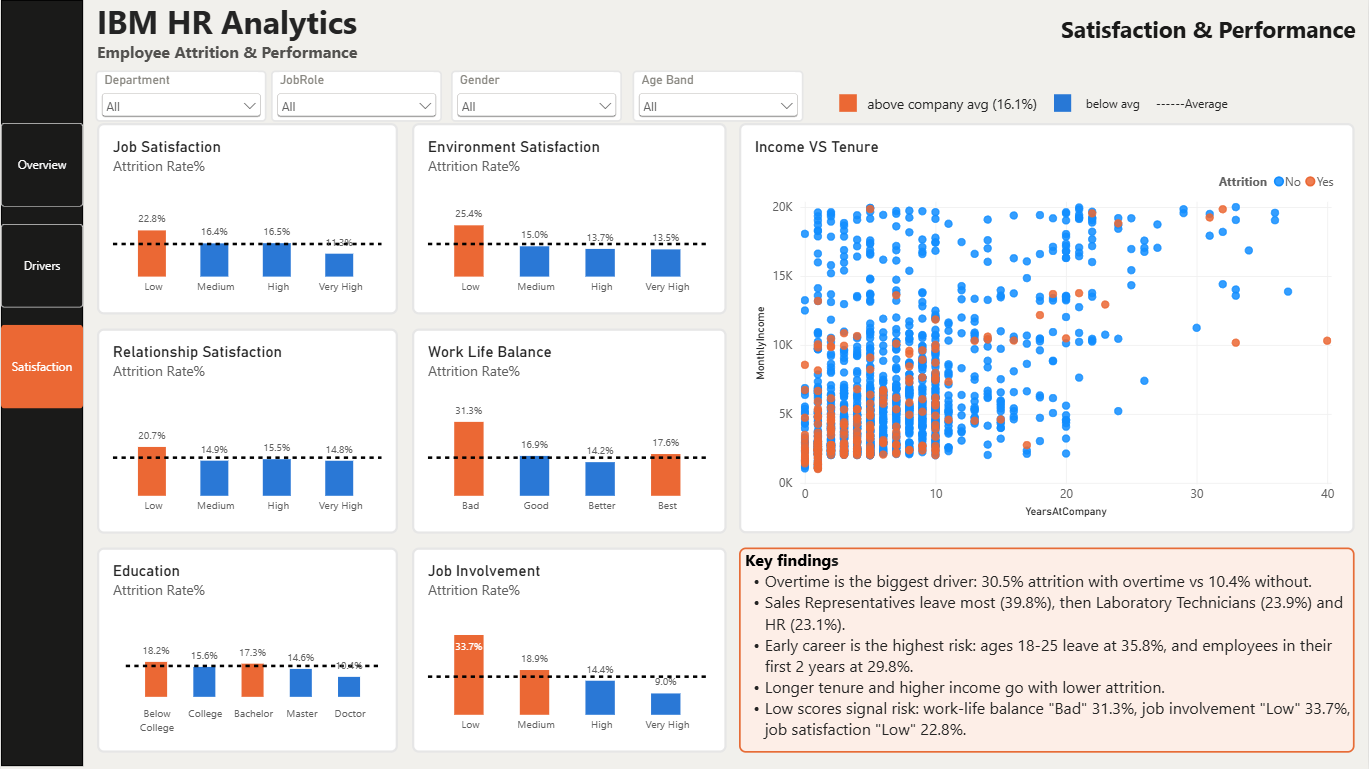 IBM HR Analytics
Employee Attrition & Performance
Satisfaction & Performance
Department
All
JobRole
All
Gender
All
Age Band
All
above company avg (16.1%)
below avg
------Average
Overview
Drivers
Satisfaction
Job Satisfaction
Attrition Rate%
22.8%
16.4%
16.5%
11.3%
Low
Medium
High
Very High
Environment Satisfaction
Attrition Rate%
25.4%
15.0%
13.7%
13.5%
Low
Medium
High
Very High
Income VS Tenure
Attrition
No
Yes
MonthlyIncome
20K
15K
10K
5K
0K
0
10
20
30
40
YearsAtCompany
Relationship Satisfaction
Attrition Rate%
20.7%
14.9%
15.5%
14.8%
Low
Medium
High
Very High
Work Life Balance
Attrition Rate%
31.3%
16.9%
14.2%
17.6%
Bad
Good
Better
Best
Education
Attrition Rate%
18.2%
15.6%
17.3%
14.6%
10.4%
Below
College
College
Bachelor
Master
Doctor
Job Involvement
Attrition Rate%
33.7%
18.9%
14.4%
9.0%
Low
Medium
High
Very High
Key findings
• Overtime is the biggest driver: 30.5% attrition with overtime vs 10.4% without.
• Sales Representatives leave most (39.8%), then Laboratory Technicians (23.9%) and
HR (23.1%).
• Early career is the highest risk: ages 18-25 leave at 35.8%, and employees in their
first 2 years at 29.8%.
• Longer tenure and higher income go with lower attrition.
• Low scores signal risk: work-life balance "Bad" 31.3%, job involvement "Low" 33.7%,
job satisfaction "Low" 22.8%.